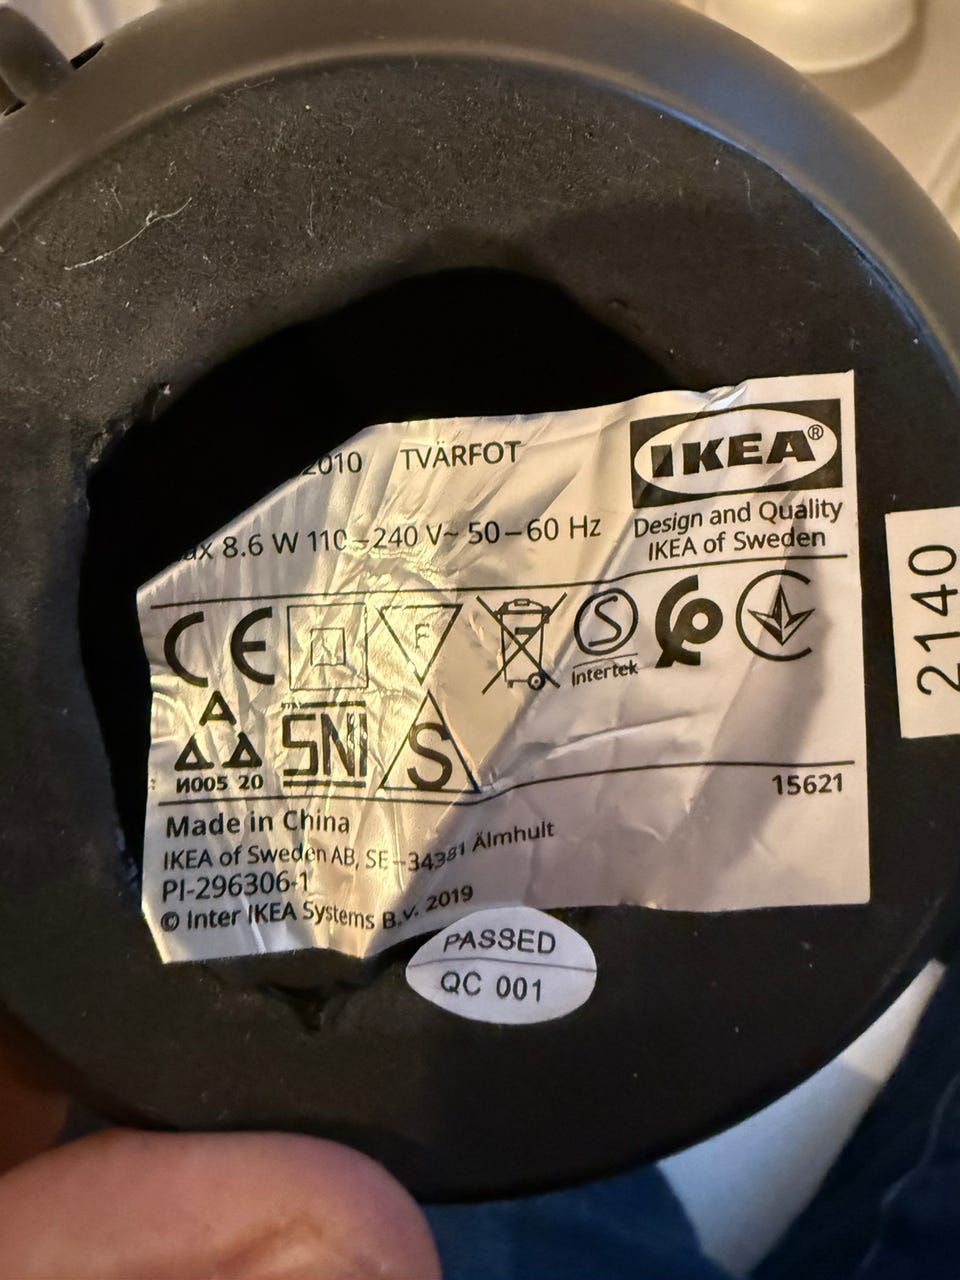 2010 TVÄRFOT
IKEA®
Design and Quality
IKEA of Sweden
8.6 W 110–240 V~ 50–60 Hz
CE
F
S
Intertek
A
И005 20
SNI
S
15621
Made in China
IKEA of Sweden AB, SE–34381 Älmhult
PI-296306-1
© Inter IKEA Systems B.V. 2019
PASSED
QC 001
2140